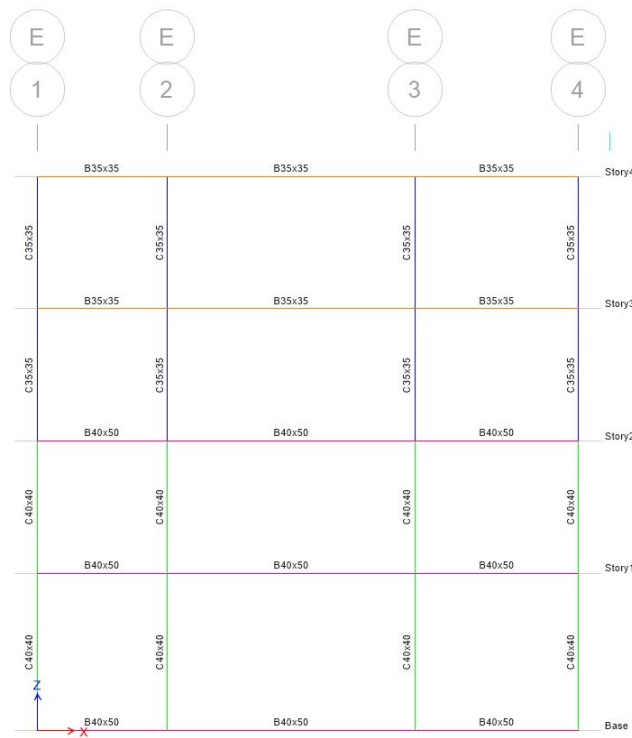 E E E E
1 2 3 4
B35x35 B35x35 B35x35 Story4
C35x35 C35x35 C35x35 C35x35
B35x35 B35x35 B35x35 Story3
C35x35 C35x35 C35x35 C35x35
B40x50 B40x50 B40x50 Story2
C40x40 C40x40 C40x40 C40x40
B40x50 B40x50 B40x50 Story1
C40x40 C40x40 C40x40 C40x40
Z
X B40x50 B40x50 B40x50 Base